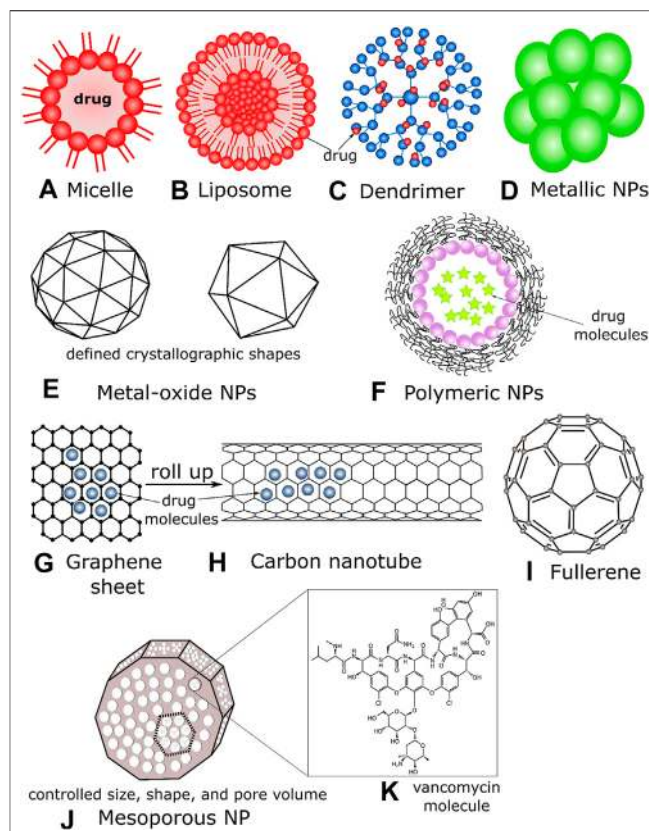 drug
drug
A Micelle
B Liposome
C Dendrimer
D Metallic NPs
defined crystallographic shapes
E Metal-oxide NPs
drug
molecules
F Polymeric NPs
roll up
drug
molecules
G Graphene
sheet
H Carbon nanotube
I Fullerene
controlled size, shape, and pore volume
J Mesoporous NP
K vancomycin
molecule